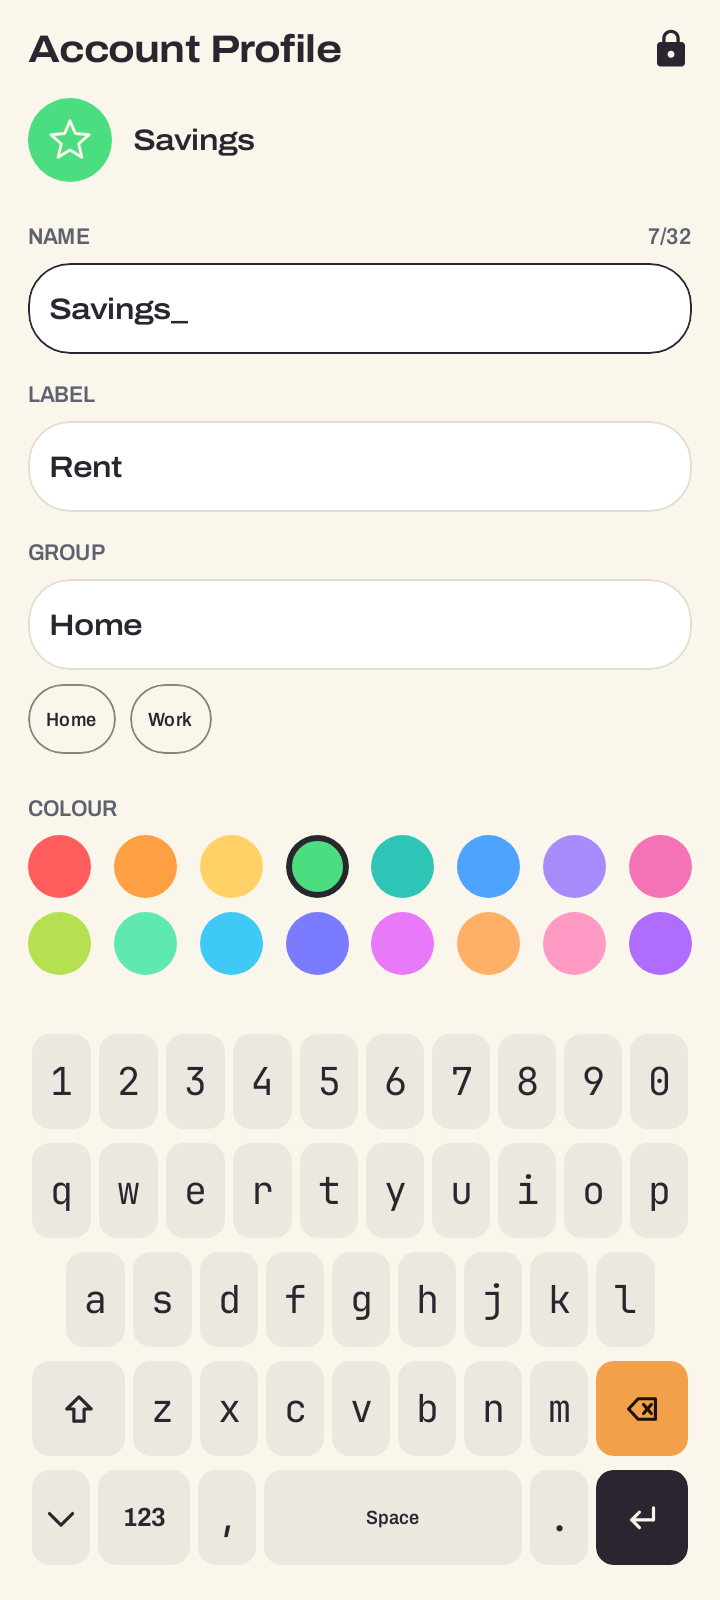 Account Profile
Savings
NAME 7/32
Savings_
LABEL
Rent
GROUP
Home
Home Work
COLOUR
1 2 3 4 5 6 7 8 9 0
q w e r t y u i o p
a s d f g h j k l
z x c v b n m
123 , Space .